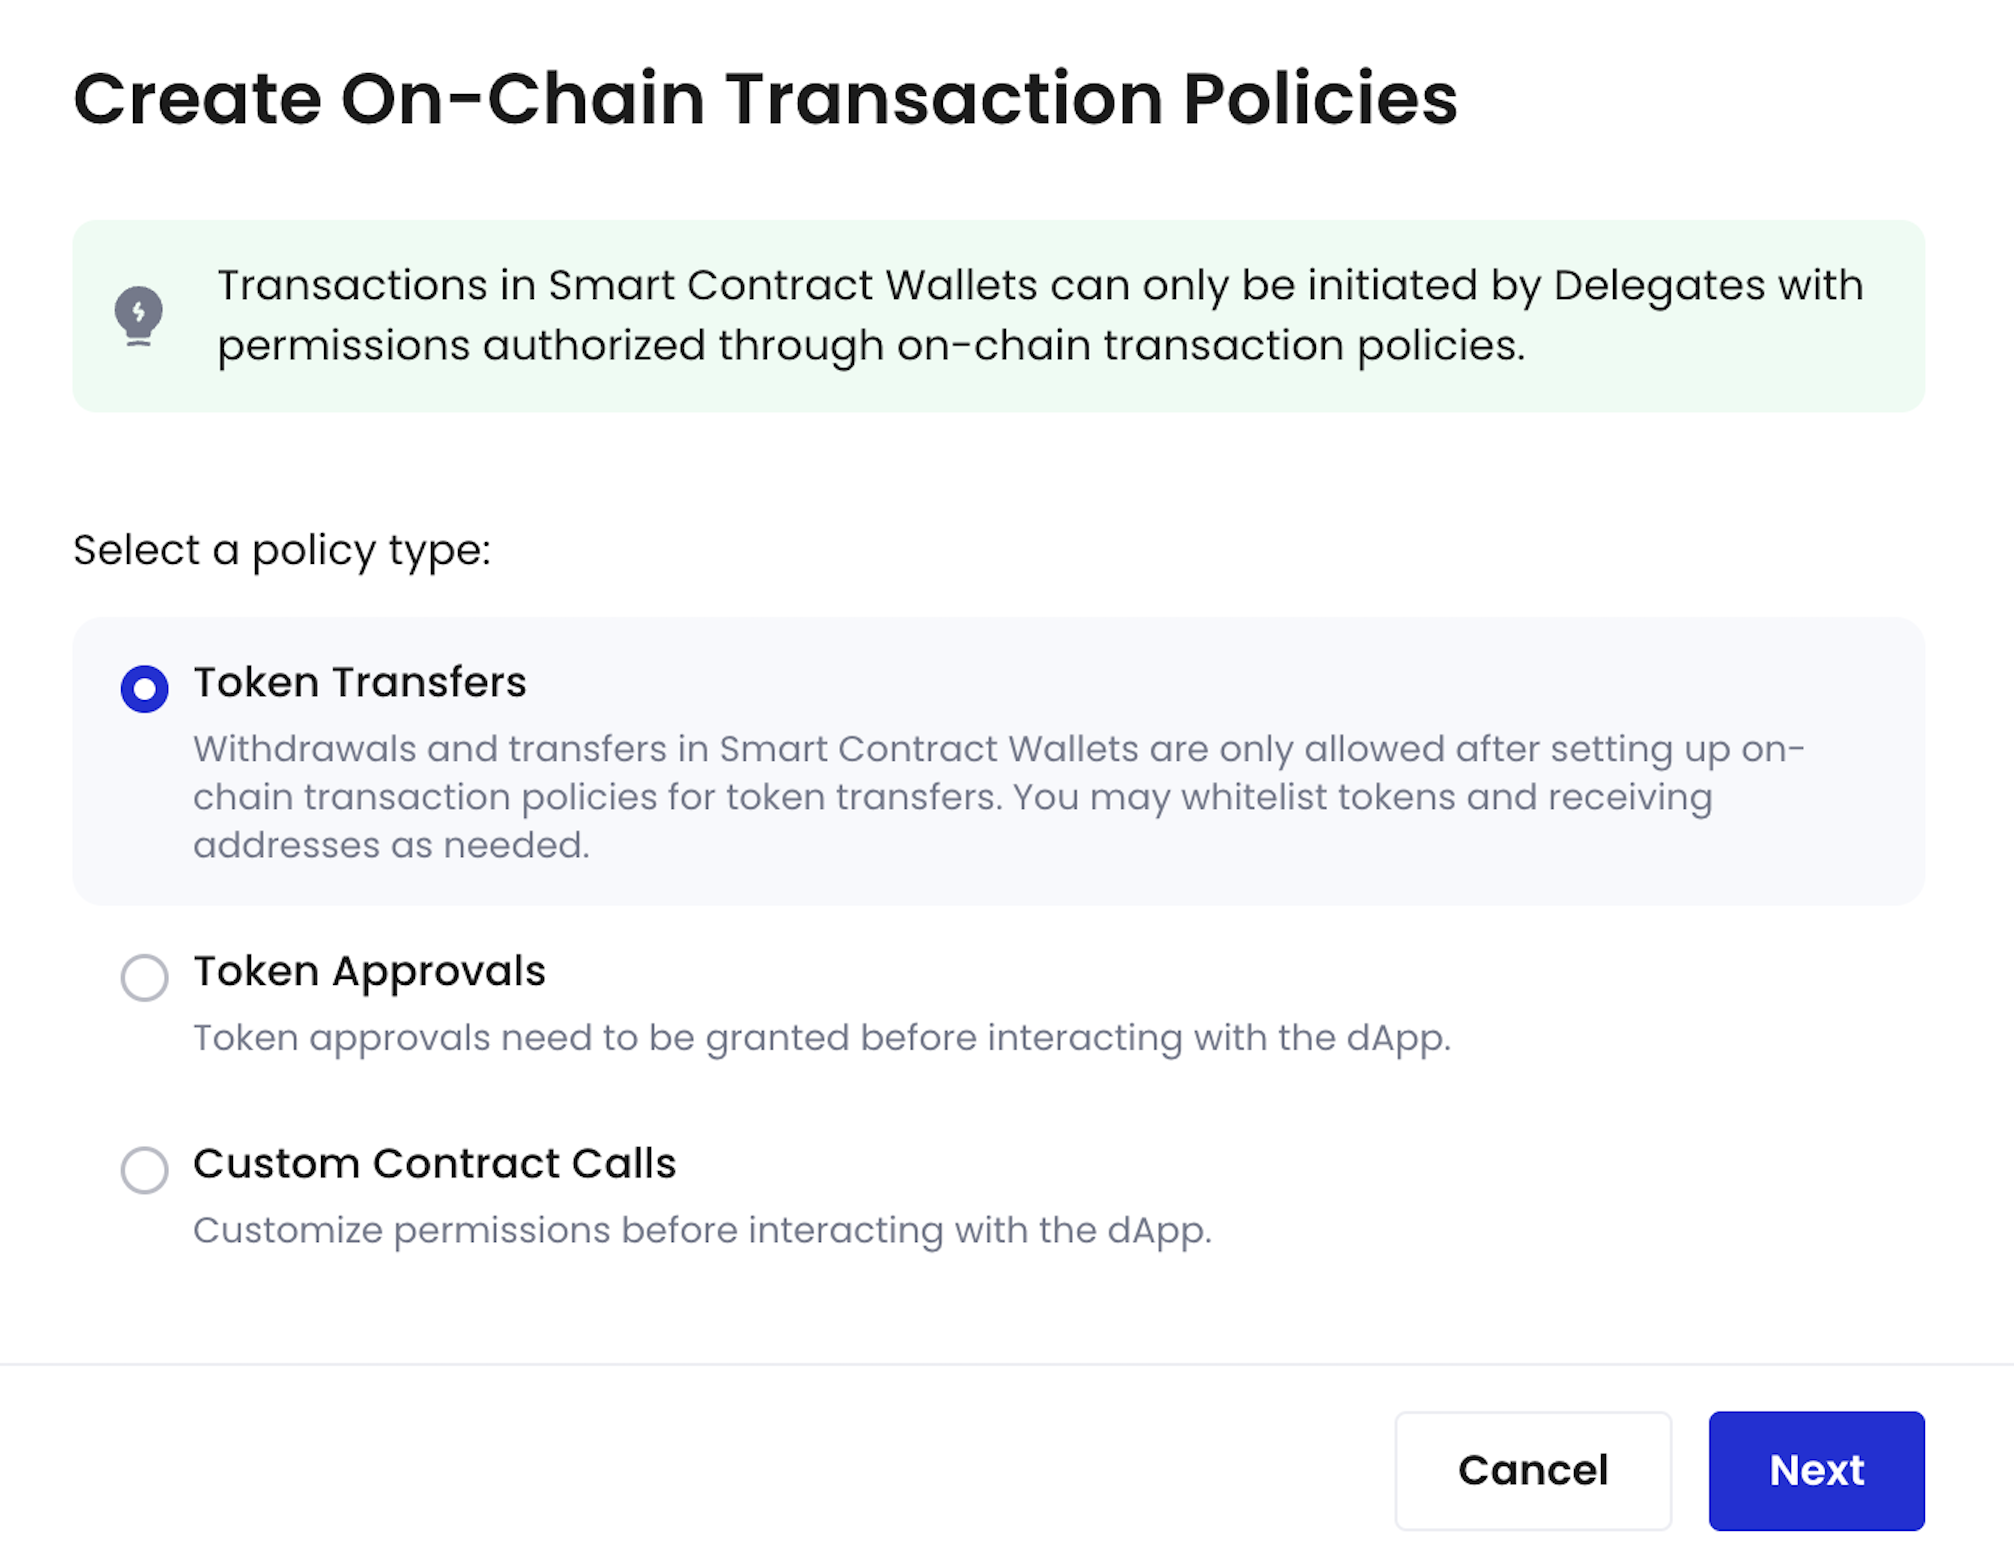 Create On-Chain Transaction Policies
Transactions in Smart Contract Wallets can only be initiated by Delegates with
permissions authorized through on-chain transaction policies.
Select a policy type:
Token Transfers
Withdrawals and transfers in Smart Contract Wallets are only allowed after setting up on-
chain transaction policies for token transfers. You may whitelist tokens and receiving
addresses as needed.
Token Approvals
Token approvals need to be granted before interacting with the dApp.
Custom Contract Calls
Customize permissions before interacting with the dApp.
Cancel
Next